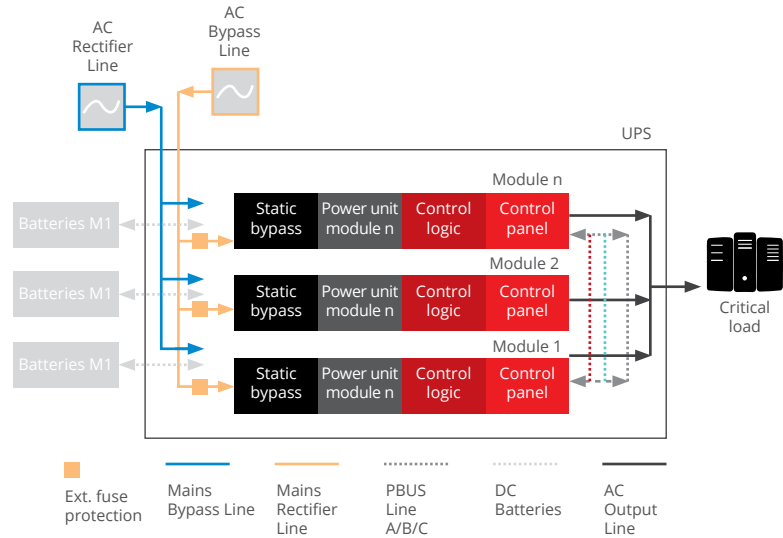 AC
Rectifier
Line
AC
Bypass
Line
UPS
Module n
Batteries M1
Static
bypass
Power unit
module n
Control
logic
Control
panel
Module 2
Batteries M1
Static
bypass
Power unit
module n
Control
logic
Control
panel
Critical
load
Module 1
Batteries M1
Static
bypass
Power unit
module n
Control
logic
Control
panel
Ext. fuse
protection
Mains
Bypass Line
Mains
Rectifier
Line
PBUS
Line
A/B/C
DC
Batteries
AC
Output
Line